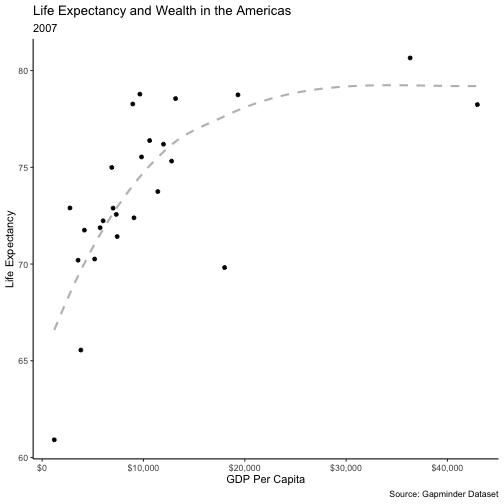 Life Expectancy and Wealth in the Americas
2007
80
75
70
65
60
Life Expectancy
$0 $10,000 $20,000 $30,000 $40,000
GDP Per Capita
Source: Gapminder Dataset